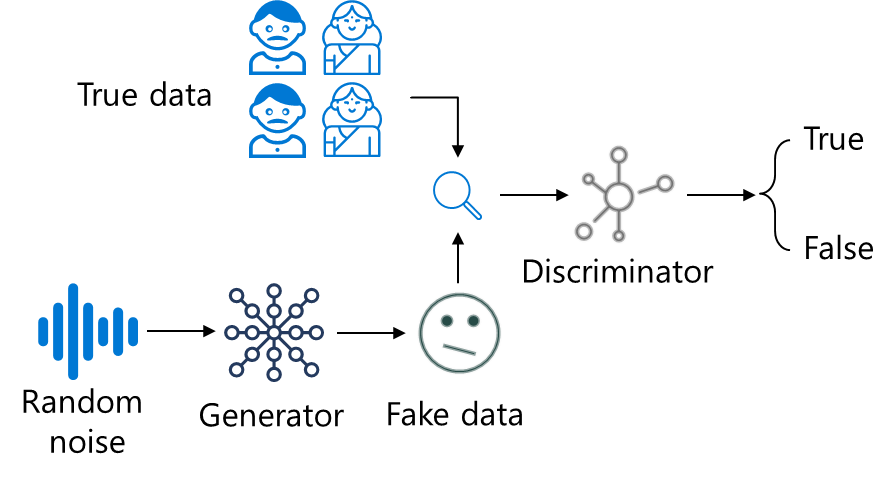 True data
True
False
Discriminator
Random
noise
Generator
Fake data